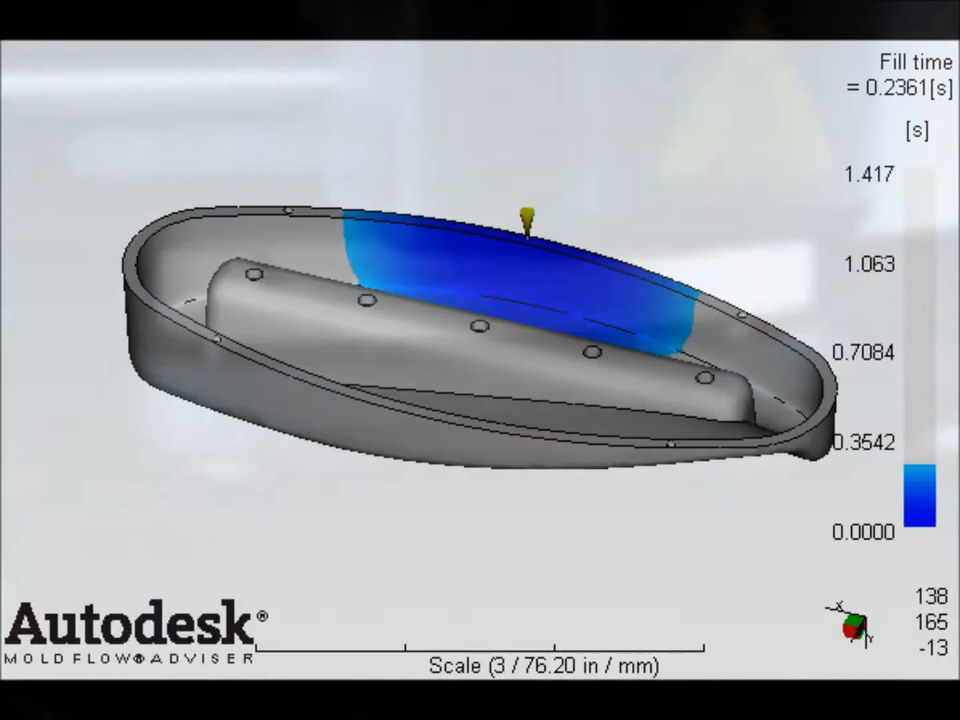 Fill time
= 0.2361[s]
[s]
1.417
1.063
0.7084
0.3542
0.0000
Autodesk®
MOLDFLOW®ADVISER
Scale (3 / 76.20 in / mm)
X
Y
138
165
-13